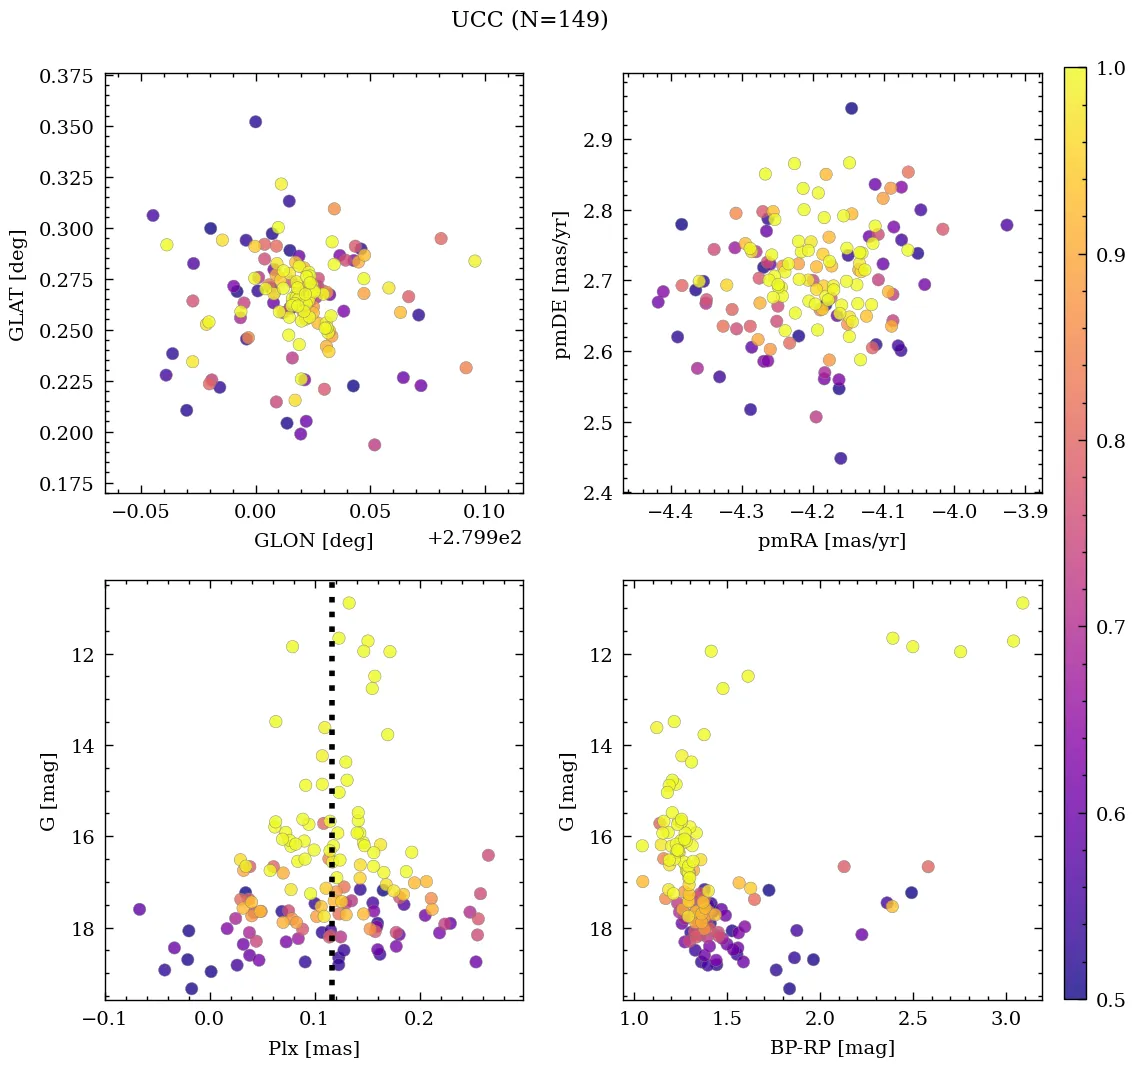 UCC (N=149)
0.375
0.350
0.325
0.300
0.275
0.250
0.225
0.200
0.175
GLAT [deg]
−0.05 0.00 0.05 0.10
+2.799e2
GLON [deg]
2.9
2.8
2.7
2.6
2.5
2.4
pmDE [mas/yr]
−4.4 −4.3 −4.2 −4.1 −4.0 −3.9
pmRA [mas/yr]
12
14
16
18
G [mag]
−0.1 0.0 0.1 0.2
Plx [mas]
12
14
16
18
G [mag]
1.0 1.5 2.0 2.5 3.0
BP-RP [mag]
1.0
0.9
0.8
0.7
0.6
0.5